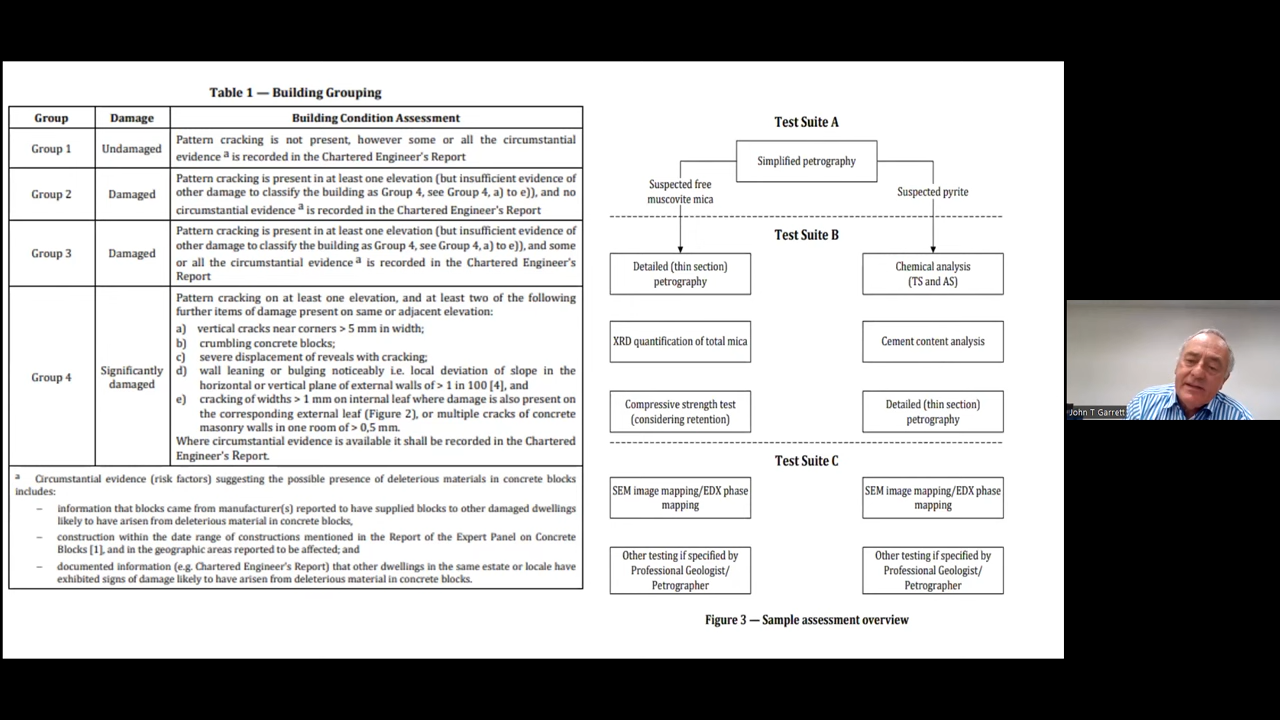 Table 1 — Building Grouping
Group
Damage
Building Condition Assessment
Group 1
Undamaged
Pattern cracking is not present, however some or all the circumstantial
evidence a is recorded in the Chartered Engineer's Report
Group 2
Damaged
Pattern cracking is present in at least one elevation (but insufficient evidence of
other damage to classify the building as Group 4, see Group 4, a) to e)), and no
circumstantial evidence a is recorded in the Chartered Engineer's Report
Group 3
Damaged
Pattern cracking is present in at least one elevation (but insufficient evidence of
other damage to classify the building as Group 4, see Group 4, a) to e)), and some
or all the circumstantial evidence a is recorded in the Chartered Engineer's
Report
Group 4
Significantly
damaged
Pattern cracking on at least one elevation, and at least two of the following
further items of damage present on same or adjacent elevation:
a) vertical cracks near corners > 5 mm in width;
b) crumbling concrete blocks;
c) severe displacement of reveals with cracking;
d) wall leaning or bulging noticeably i.e. local deviation of slope in the
horizontal or vertical plane of external walls of > 1 in 100 [4], and
e) cracking of widths > 1 mm on internal leaf where damage is also present on
the corresponding external leaf (Figure 2), or multiple cracks of concrete
masonry walls in one room of > 0,5 mm.
Where circumstantial evidence is available it shall be recorded in the Chartered
Engineer's Report.
a Circumstantial evidence (risk factors) suggesting the possible presence of deleterious materials in concrete blocks
includes:
– information that blocks came from manufacturer(s) reported to have supplied blocks to other damaged dwellings
likely to have arisen from deleterious material in concrete blocks,
– construction within the date range of constructions mentioned in the Report of the Expert Panel on Concrete
Blocks [1], and in the geographic areas reported to be affected; and
– documented information (e.g. Chartered Engineer's Report) that other dwellings in the same estate or locale have
exhibited signs of damage likely to have arisen from deleterious material in concrete blocks.
Test Suite A
Simplified petrography
Suspected free
muscovite mica
Suspected pyrite
Test Suite B
Detailed (thin section)
petrography
Chemical analysis
(TS and AS)
XRD quantification of total mica
Cement content analysis
Compressive strength test
(considering retention)
Detailed (thin section)
petrography
Test Suite C
SEM image mapping/EDX phase
mapping
SEM image mapping/EDX phase
mapping
Other testing if specified by
Professional Geologist/
Petrographer
Other testing if specified by
Professional Geologist/
Petrographer
Figure 3 — Sample assessment overview
John T Garrett